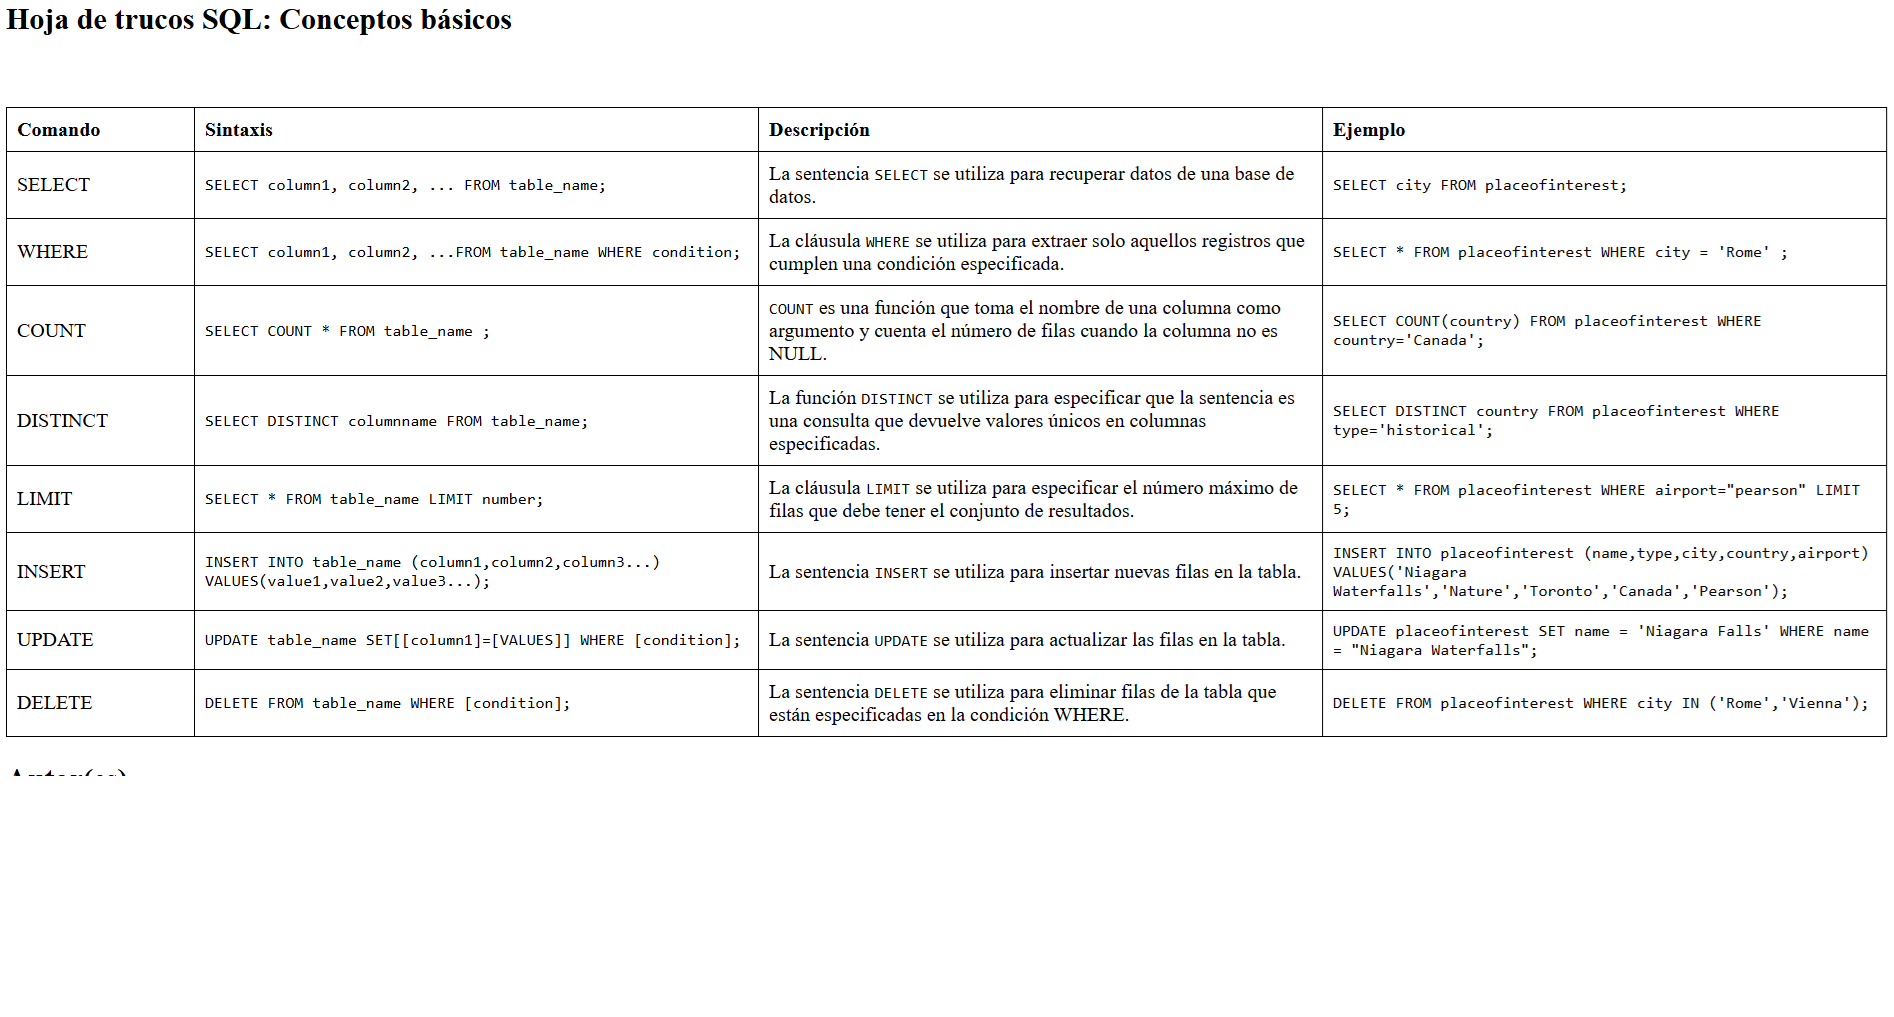 Hoja de trucos SQL: Conceptos básicos
Comando
Sintaxis
Descripción
Ejemplo
SELECT
SELECT column1, column2, ... FROM table_name;
La sentencia SELECT se utiliza para recuperar datos de una base de
datos.
SELECT city FROM placeofinterest;
WHERE
SELECT column1, column2, ...FROM table_name WHERE condition;
La cláusula WHERE se utiliza para extraer solo aquellos registros que
cumplen una condición especificada.
SELECT * FROM placeofinterest WHERE city = 'Rome' ;
COUNT
SELECT COUNT * FROM table_name ;
COUNT es una función que toma el nombre de una columna como
argumento y cuenta el número de filas cuando la columna no es
NULL.
SELECT COUNT(country) FROM placeofinterest WHERE
country='Canada';
DISTINCT
SELECT DISTINCT columnname FROM table_name;
La función DISTINCT se utiliza para especificar que la sentencia es
una consulta que devuelve valores únicos en columnas
especificadas.
SELECT DISTINCT country FROM placeofinterest WHERE
type='historical';
LIMIT
SELECT * FROM table_name LIMIT number;
La cláusula LIMIT se utiliza para especificar el número máximo de
filas que debe tener el conjunto de resultados.
SELECT * FROM placeofinterest WHERE airport="pearson" LIMIT
5;
INSERT
INSERT INTO table_name (column1,column2,column3...)
VALUES(value1,value2,value3...);
La sentencia INSERT se utiliza para insertar nuevas filas en la tabla.
INSERT INTO placeofinterest (name,type,city,country,airport)
VALUES('Niagara
Waterfalls','Nature','Toronto','Canada','Pearson');
UPDATE
UPDATE table_name SET[[column1]=[VALUES]] WHERE [condition];
La sentencia UPDATE se utiliza para actualizar las filas en la tabla.
UPDATE placeofinterest SET name = 'Niagara Falls' WHERE name
= "Niagara Waterfalls";
DELETE
DELETE FROM table_name WHERE [condition];
La sentencia DELETE se utiliza para eliminar filas de la tabla que
están especificadas en la condición WHERE.
DELETE FROM placeofinterest WHERE city IN ('Rome','Vienna');
Autor(es)